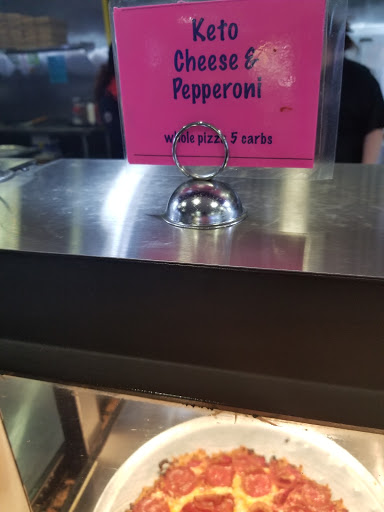 Keto
Cheese &
Pepperoni
whole pizza 5 carbs